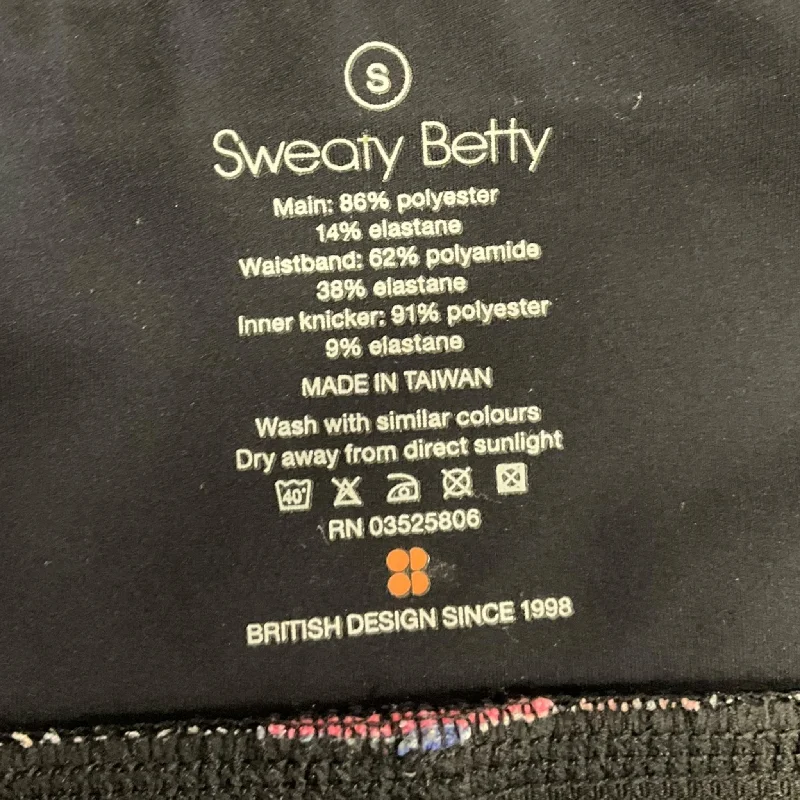 S
Sweaty Betty
Main: 86% polyester
14% elastane
Waistband: 62% polyamide
38% elastane
Inner knicker: 91% polyester
9% elastane
MADE IN TAIWAN
Wash with similar colours
Dry away from direct sunlight
40°
RN 03525806
BRITISH DESIGN SINCE 1998